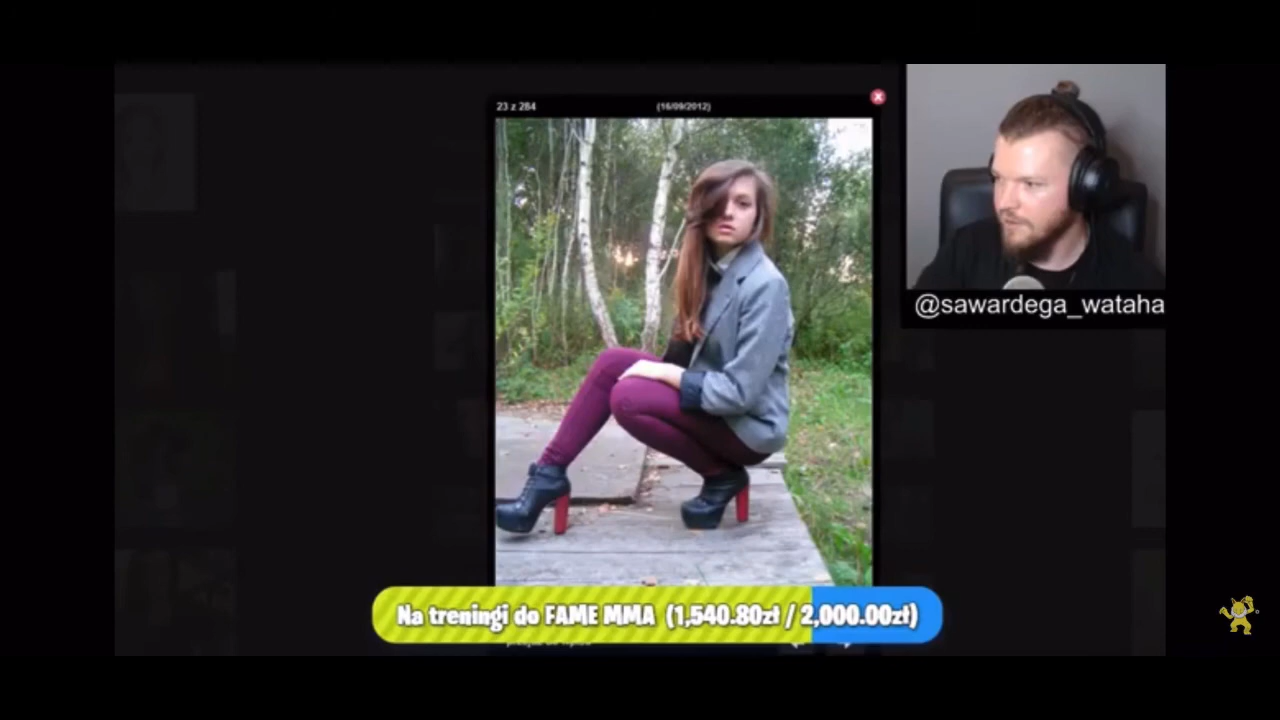 23 z 284
(16/09/2012)
@sawardega_wataha
Na treningi do FAME MMA (1,540.80zł / 2,000.00zł)